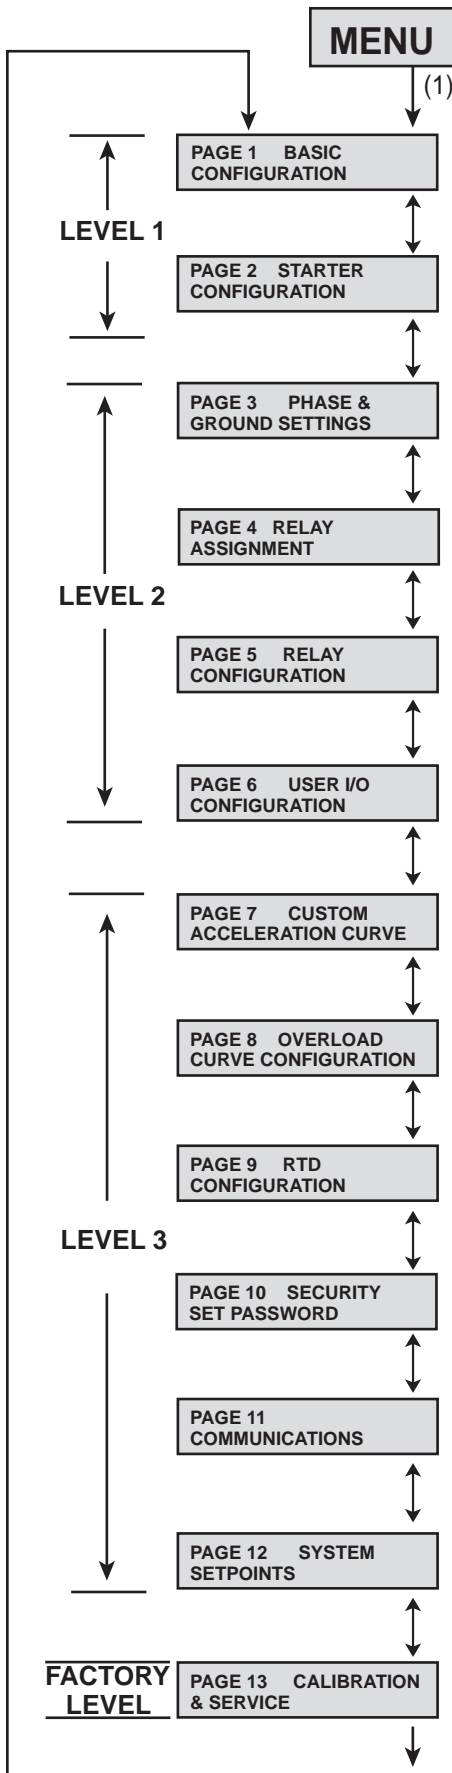 MENU
(1)
PAGE 1 BASIC
CONFIGURATION
LEVEL 1
PAGE 2 STARTER
CONFIGURATION
PAGE 3 PHASE &
GROUND SETTINGS
PAGE 4 RELAY
ASSIGNMENT
LEVEL 2
PAGE 5 RELAY
CONFIGURATION
PAGE 6 USER I/O
CONFIGURATION
PAGE 7 CUSTOM
ACCELERATION CURVE
PAGE 8 OVERLOAD
CURVE CONFIGURATION
PAGE 9 RTD
CONFIGURATION
LEVEL 3
PAGE 10 SECURITY
SET PASSWORD
PAGE 11
COMMUNICATIONS
PAGE 12 SYSTEM
SETPOINTS
FACTORY
LEVEL
PAGE 13 CALIBRATION
& SERVICE